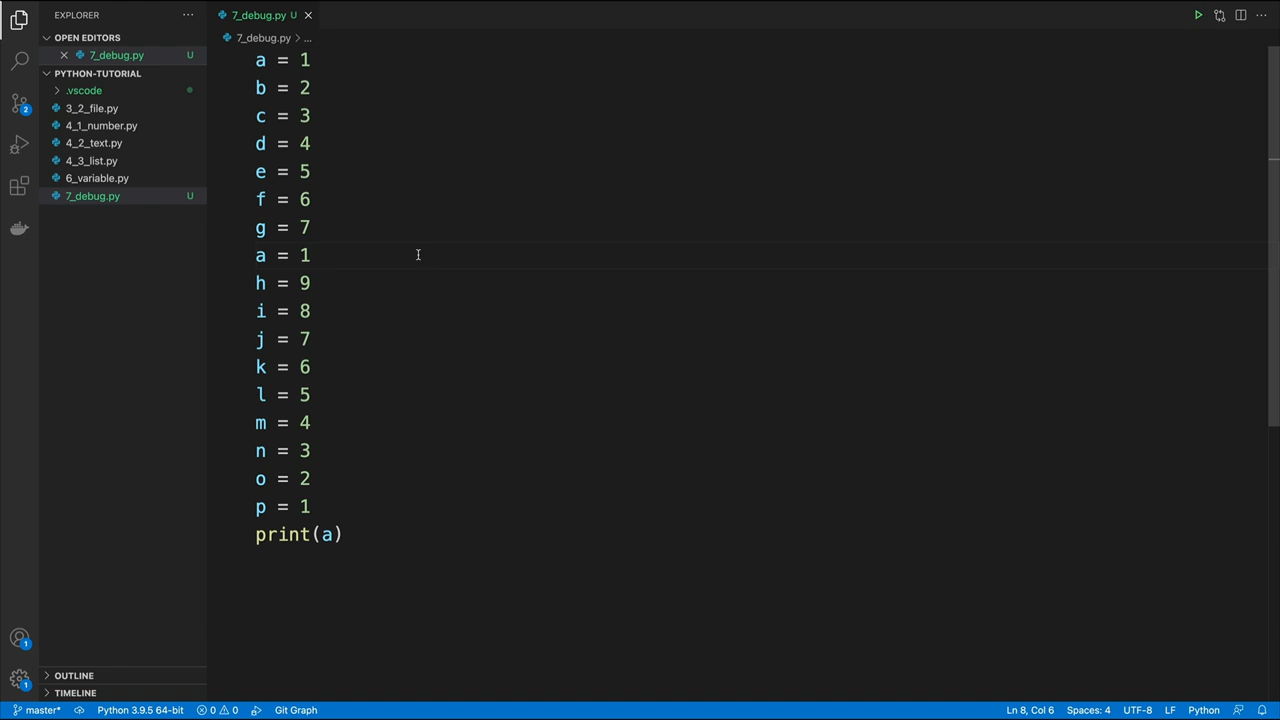 EXPLORER
OPEN EDITORS
7_debug.py U
PYTHON-TUTORIAL
.vscode
3_2_file.py
4_1_number.py
4_2_text.py
4_3_list.py
6_variable.py
7_debug.py U
OUTLINE
TIMELINE
2
1
1
7_debug.py U
7_debug.py > ...
a = 1
b = 2
c = 3
d = 4
e = 5
f = 6
g = 7
a = 1
h = 9
i = 8
j = 7
k = 6
l = 5
m = 4
n = 3
o = 2
p = 1
print(a)
master* Python 3.9.5 64-bit 0 0 Git Graph Ln 8, Col 6 Spaces: 4 UTF-8 LF Python